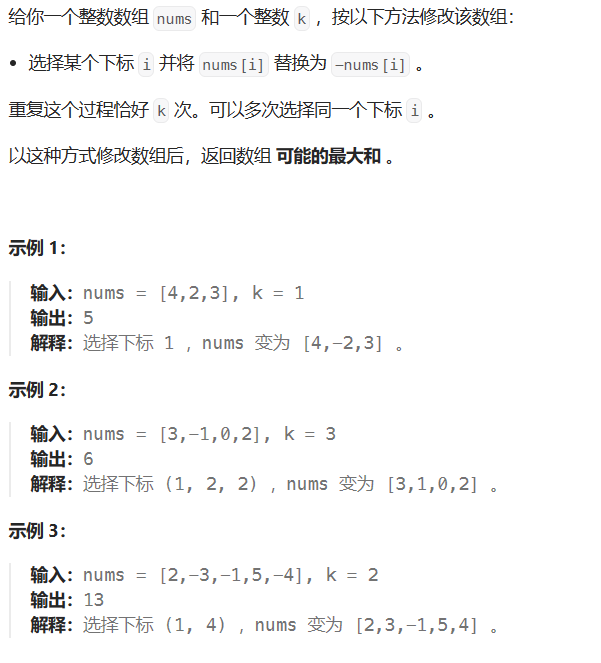 给你一个整数数组 nums 和一个整数 k ，按以下方法修改该数组：
• 选择某个下标 i 并将 nums[i] 替换为 -nums[i] 。
重复这个过程恰好 k 次。可以多次选择同一个下标 i 。
以这种方式修改数组后，返回数组 可能的最大和 。
示例 1：
输入：nums = [4,2,3], k = 1
输出：5
解释：选择下标 1 ，nums 变为 [4,-2,3] 。
示例 2：
输入：nums = [3,-1,0,2], k = 3
输出：6
解释：选择下标 (1, 2, 2) ，nums 变为 [3,1,0,2] 。
示例 3：
输入：nums = [2,-3,-1,5,-4], k = 2
输出：13
解释：选择下标 (1, 4) ，nums 变为 [2,3,-1,5,4] 。